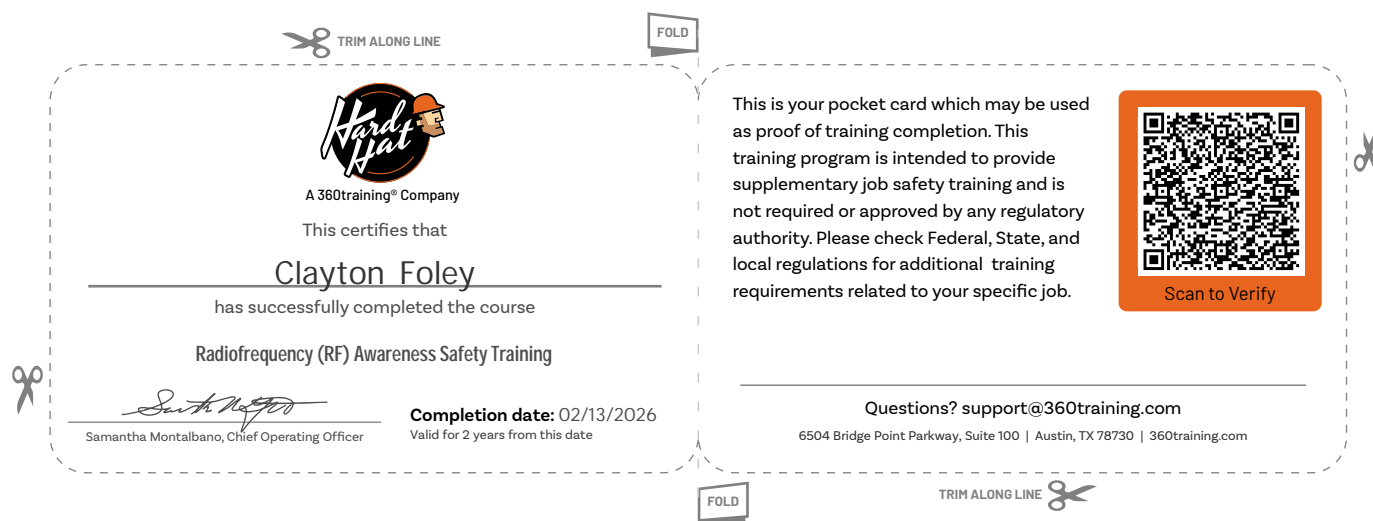 TRIM ALONG LINE
FOLD
Hard
Hat
A 360training® Company
This certifies that
Clayton Foley
has successfully completed the course
Radiofrequency (RF) Awareness Safety Training
Samantha Montalbano, Chief Operating Officer
Completion date: 02/13/2026
Valid for 2 years from this date
This is your pocket card which may be used
as proof of training completion. This
training program is intended to provide
supplementary job safety training and is
not required or approved by any regulatory
authority. Please check Federal, State, and
local regulations for additional training
requirements related to your specific job.
Scan to Verify
Questions? support@360training.com
6504 Bridge Point Parkway, Suite 100 | Austin, TX 78730 | 360training.com
FOLD
TRIM ALONG LINE